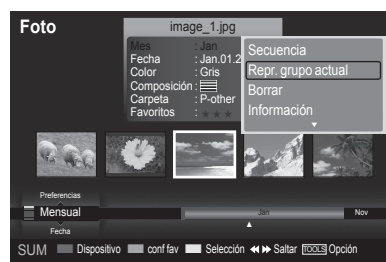 Foto
image_1.jpg
Mes : Jan
Fecha : Jan.01.2
Color : Gris
Composición :
Carpeta : P-other
Favoritos : ★ ★ ★
Secuencia
Repr. grupo actual
Borrar
Información
Preferencias
Mensual
Fecha
Jan
Nov
SUM Dispositivo conf fav Selección Saltar TOOLS Opción